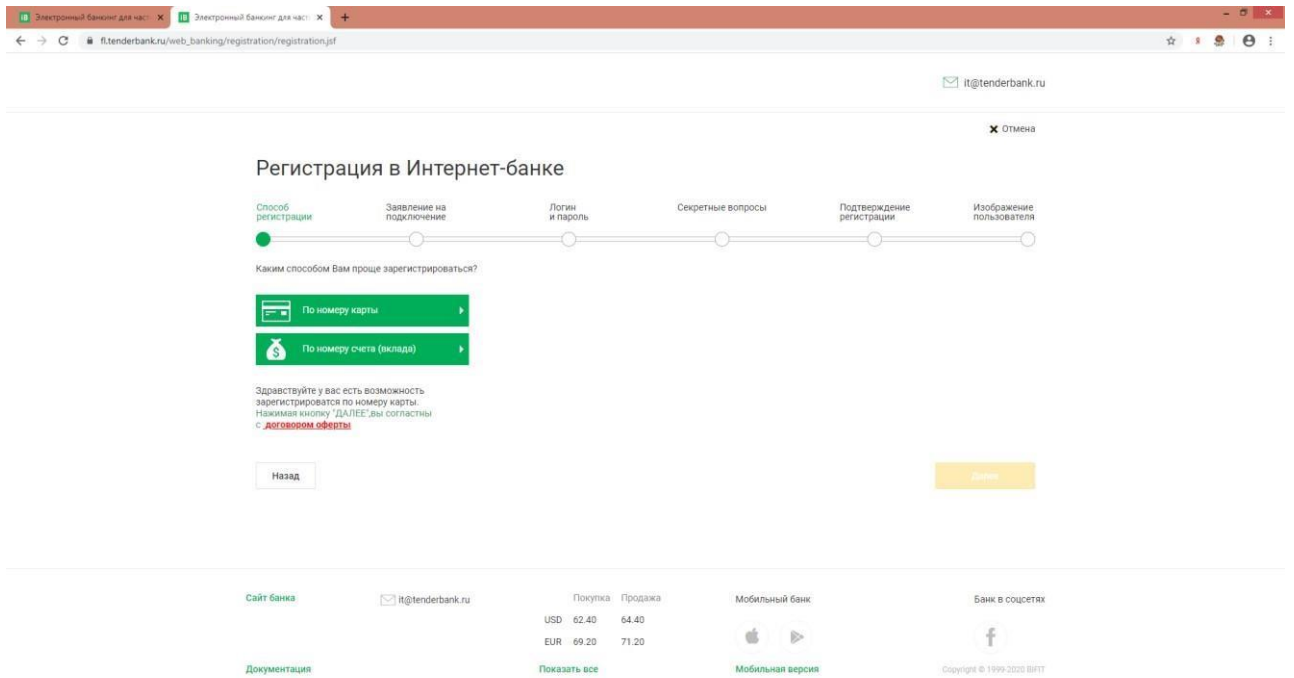 Электронный банкинг для част
Электронный банкинг для част
fl.tenderbank.ru/web_banking/registration/registration.jsf
it@tenderbank.ru
Отмена
Регистрация в Интернет-банке
Способ
регистрации
Заявление на
подключение
Логин
и пароль
Секретные вопросы
Подтверждение
регистрации
Изображение
пользователя
Каким способом Вам проще зарегистрироваться?
По номеру карты
По номеру счета (вклада)
Здравствуйте у вас есть возможность
зарегистрироватся по номеру карты.
Нажимая кнопку "ДАЛЕЕ",вы согластны
с договором оферты
Назад
Далее
Сайт банка
it@tenderbank.ru
Покупка Продажа
Мобильный банк
Банк в соцсетях
USD 62.40 64.40
EUR 69.20 71.20
Документация
Показать все
Мобильная версия
Copyright © 1999-2020 BIFIT